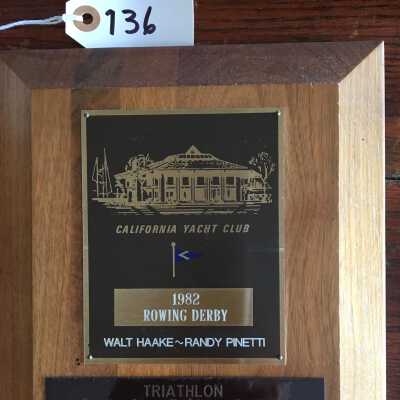 136
CALIFORNIA YACHT CLUB
1982
ROWING DERBY
WALT HAAKE~RANDY PINETTI
TRIATHLON